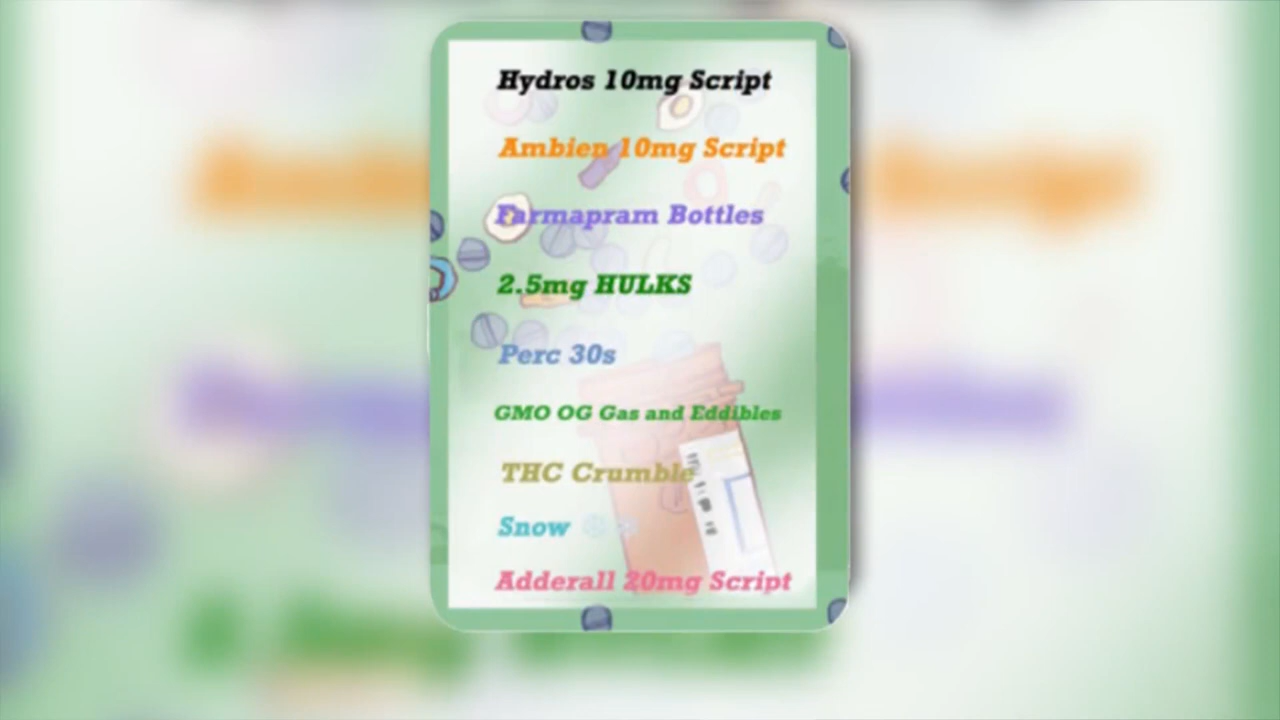 Hydros 10mg Script
Ambien 10mg Script
Farmapram Bottles
2.5mg HULKS
Perc 30s
GMO OG Gas and Eddibles
THC Crumble
Snow
Adderall 20mg Script